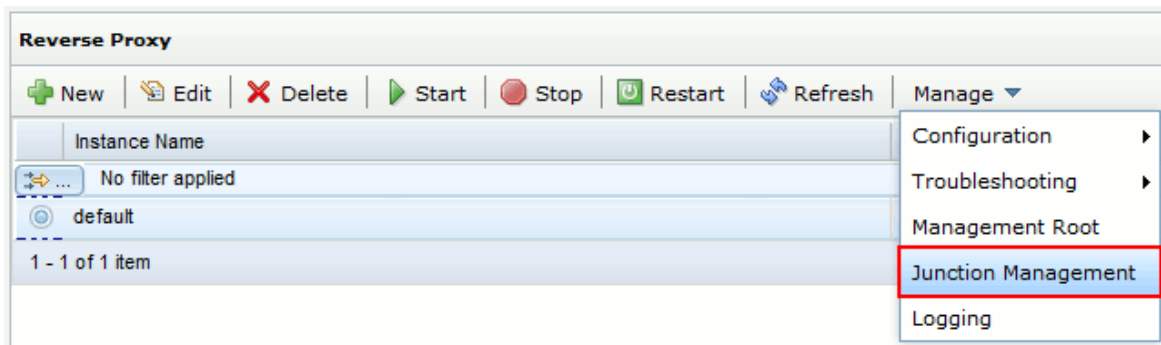 Reverse Proxy
New Edit Delete Start Stop Restart Refresh Manage
Instance Name
... No filter applied
default
1 - 1 of 1 item
Configuration
Troubleshooting
Management Root
Junction Management
Logging